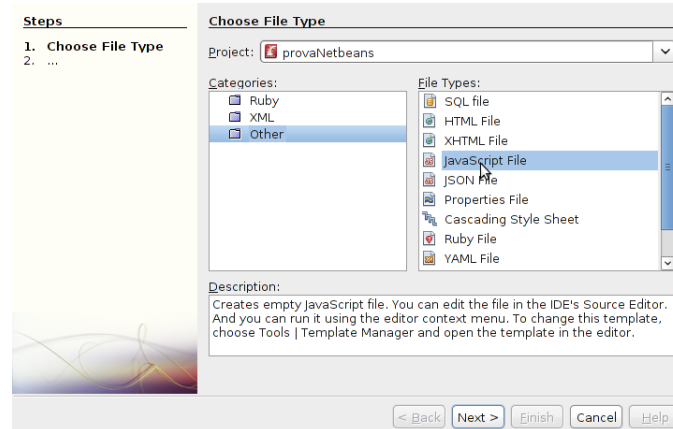 Steps
1. Choose File Type
2. ...
Choose File Type
Project: provaNetbeans
Categories:
Ruby
XML
Other
File Types:
SQL file
HTML File
XHTML File
JavaScript File
JSON File
Properties File
Cascading Style Sheet
Ruby File
YAML File
Description:
Creates empty JavaScript file. You can edit the file in the IDE's Source Editor.
And you can run it using the editor context menu. To change this template,
choose Tools | Template Manager and open the template in the editor.
< Back Next > Finish Cancel Help